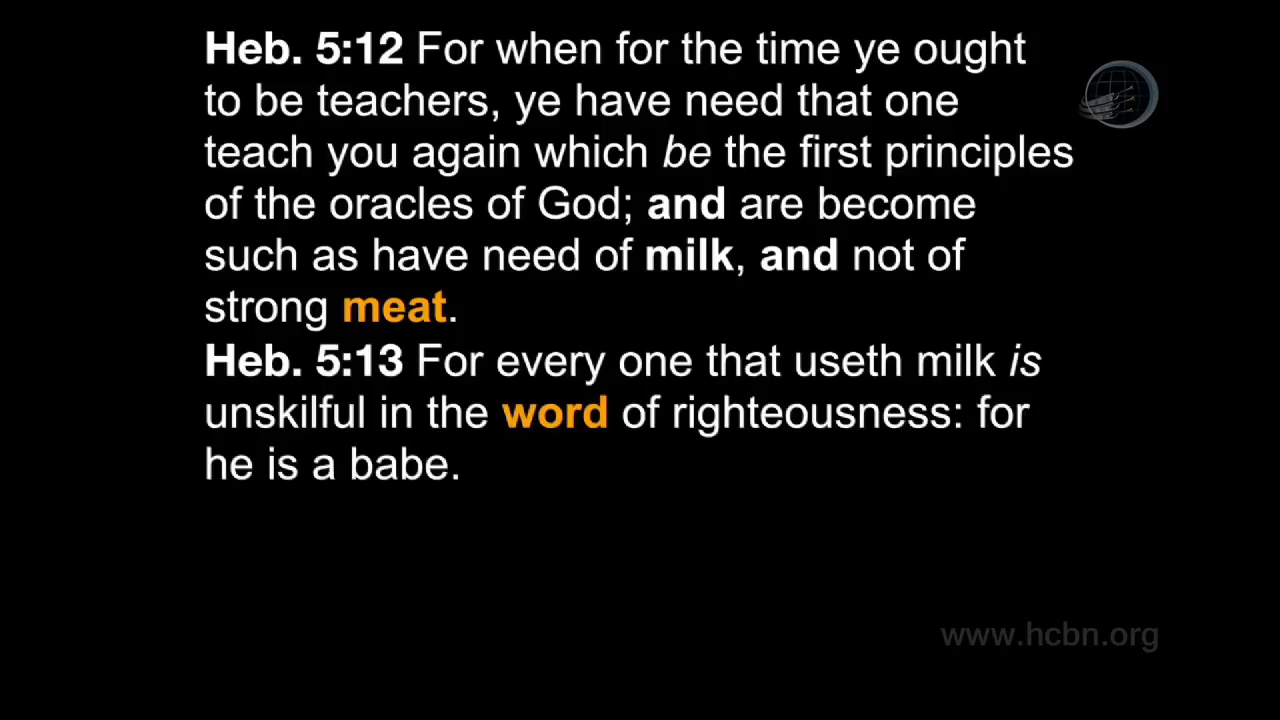 Heb. 5:12 For when for the time ye ought
to be teachers, ye have need that one
teach you again which be the first principles
of the oracles of God; and are become
such as have need of milk, and not of
strong meat.
Heb. 5:13 For every one that useth milk is
unskilful in the word of righteousness: for
he is a babe.
www.hcbn.org